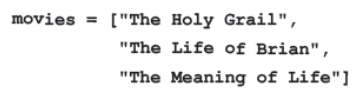 movies = ["The Holy Grail",
"The Life of Brian",
"The Meaning of Life"]